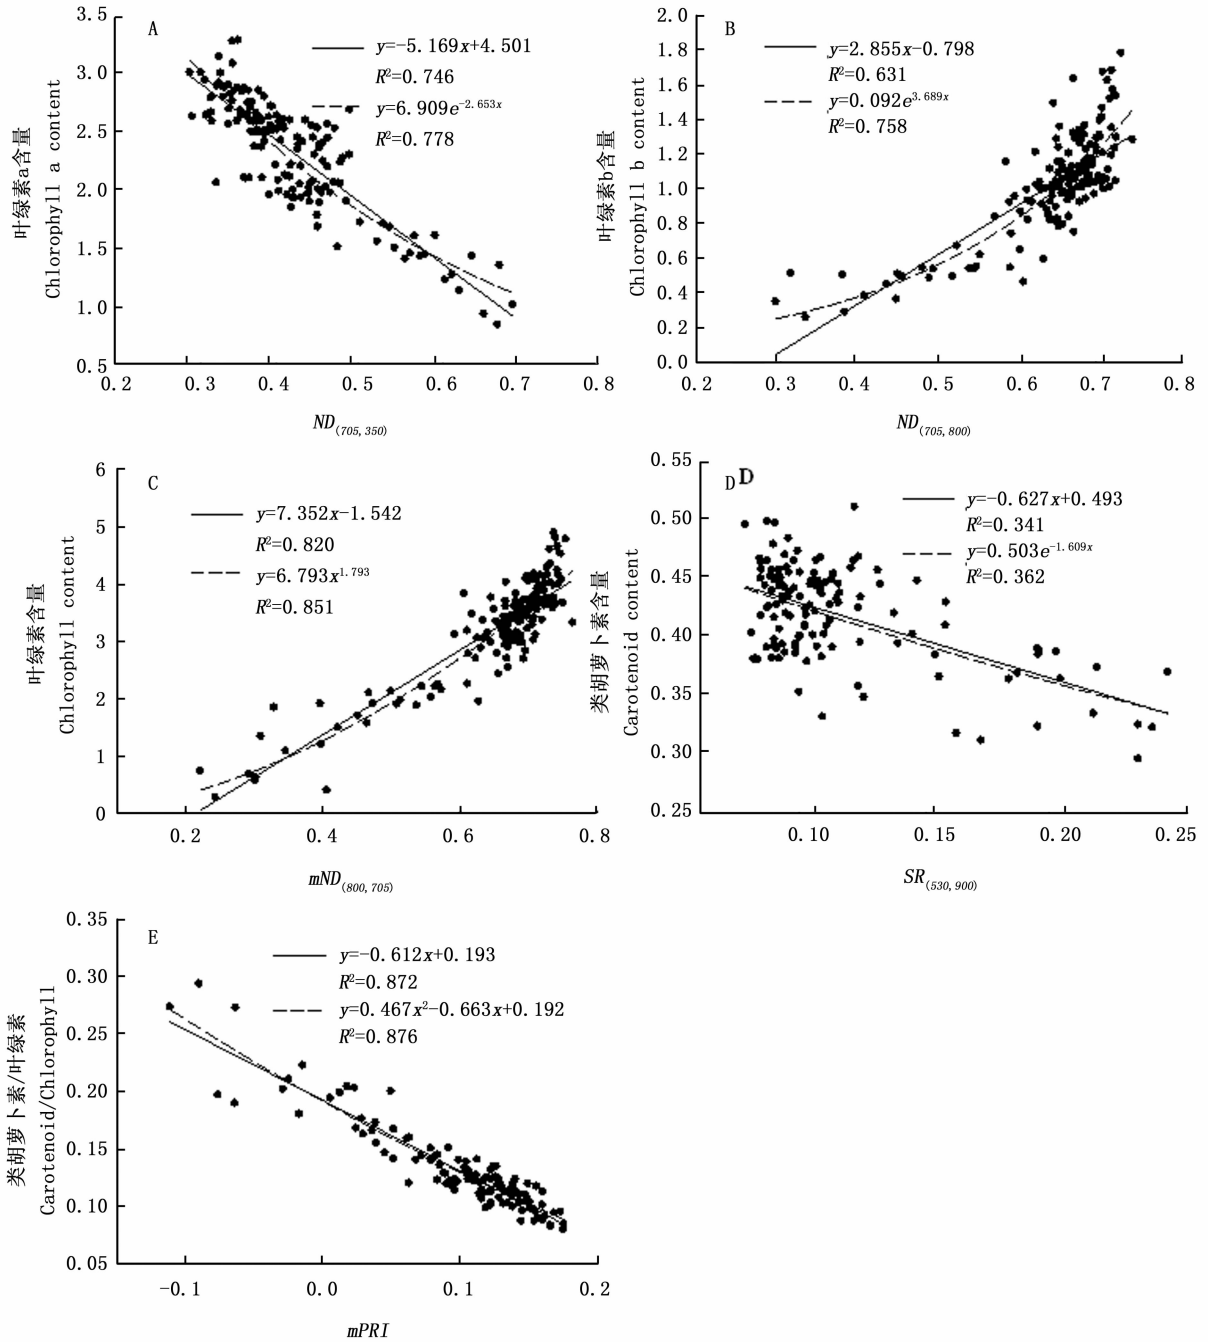 A
y=-5.169x+4.501
R²=0.746
y=6.909e^-2.653x
R²=0.778
3.5
3.0
2.5
2.0
1.5
1.0
0.5
叶绿素a含量
Chlorophyll a content
0.2 0.3 0.4 0.5 0.6 0.7 0.8
ND(705,350)
B
y=2.855x-0.798
R²=0.631
y=0.092e^3.689x
R²=0.758
2.0
1.8
1.6
1.4
1.2
1.0
0.8
0.6
0.4
0.2
0.0
叶绿素b含量
Chlorophyll b content
0.2 0.3 0.4 0.5 0.6 0.7 0.8
ND(705,800)
C
y=7.352x-1.542
R²=0.820
y=6.793x^1.793
R²=0.851
6
5
4
3
2
1
0
叶绿素含量
Chlorophyll content
0.2 0.4 0.6 0.8
mND(800,705)
D D
y=-0.627x+0.493
R²=0.341
y=0.503e^-1.609x
R²=0.362
0.55
0.50
0.45
0.40
0.35
0.30
0.25
类胡萝卜素含量
Carotenoid content
0.10 0.15 0.20 0.25
SR(530,900)
E
y=-0.612x+0.193
R²=0.872
y=0.467x²-0.663x+0.192
R²=0.876
0.35
0.30
0.25
0.20
0.15
0.10
0.05
类胡萝卜素/叶绿素
Carotenoid/Chlorophyll
-0.1 0.0 0.1 0.2
mPRI